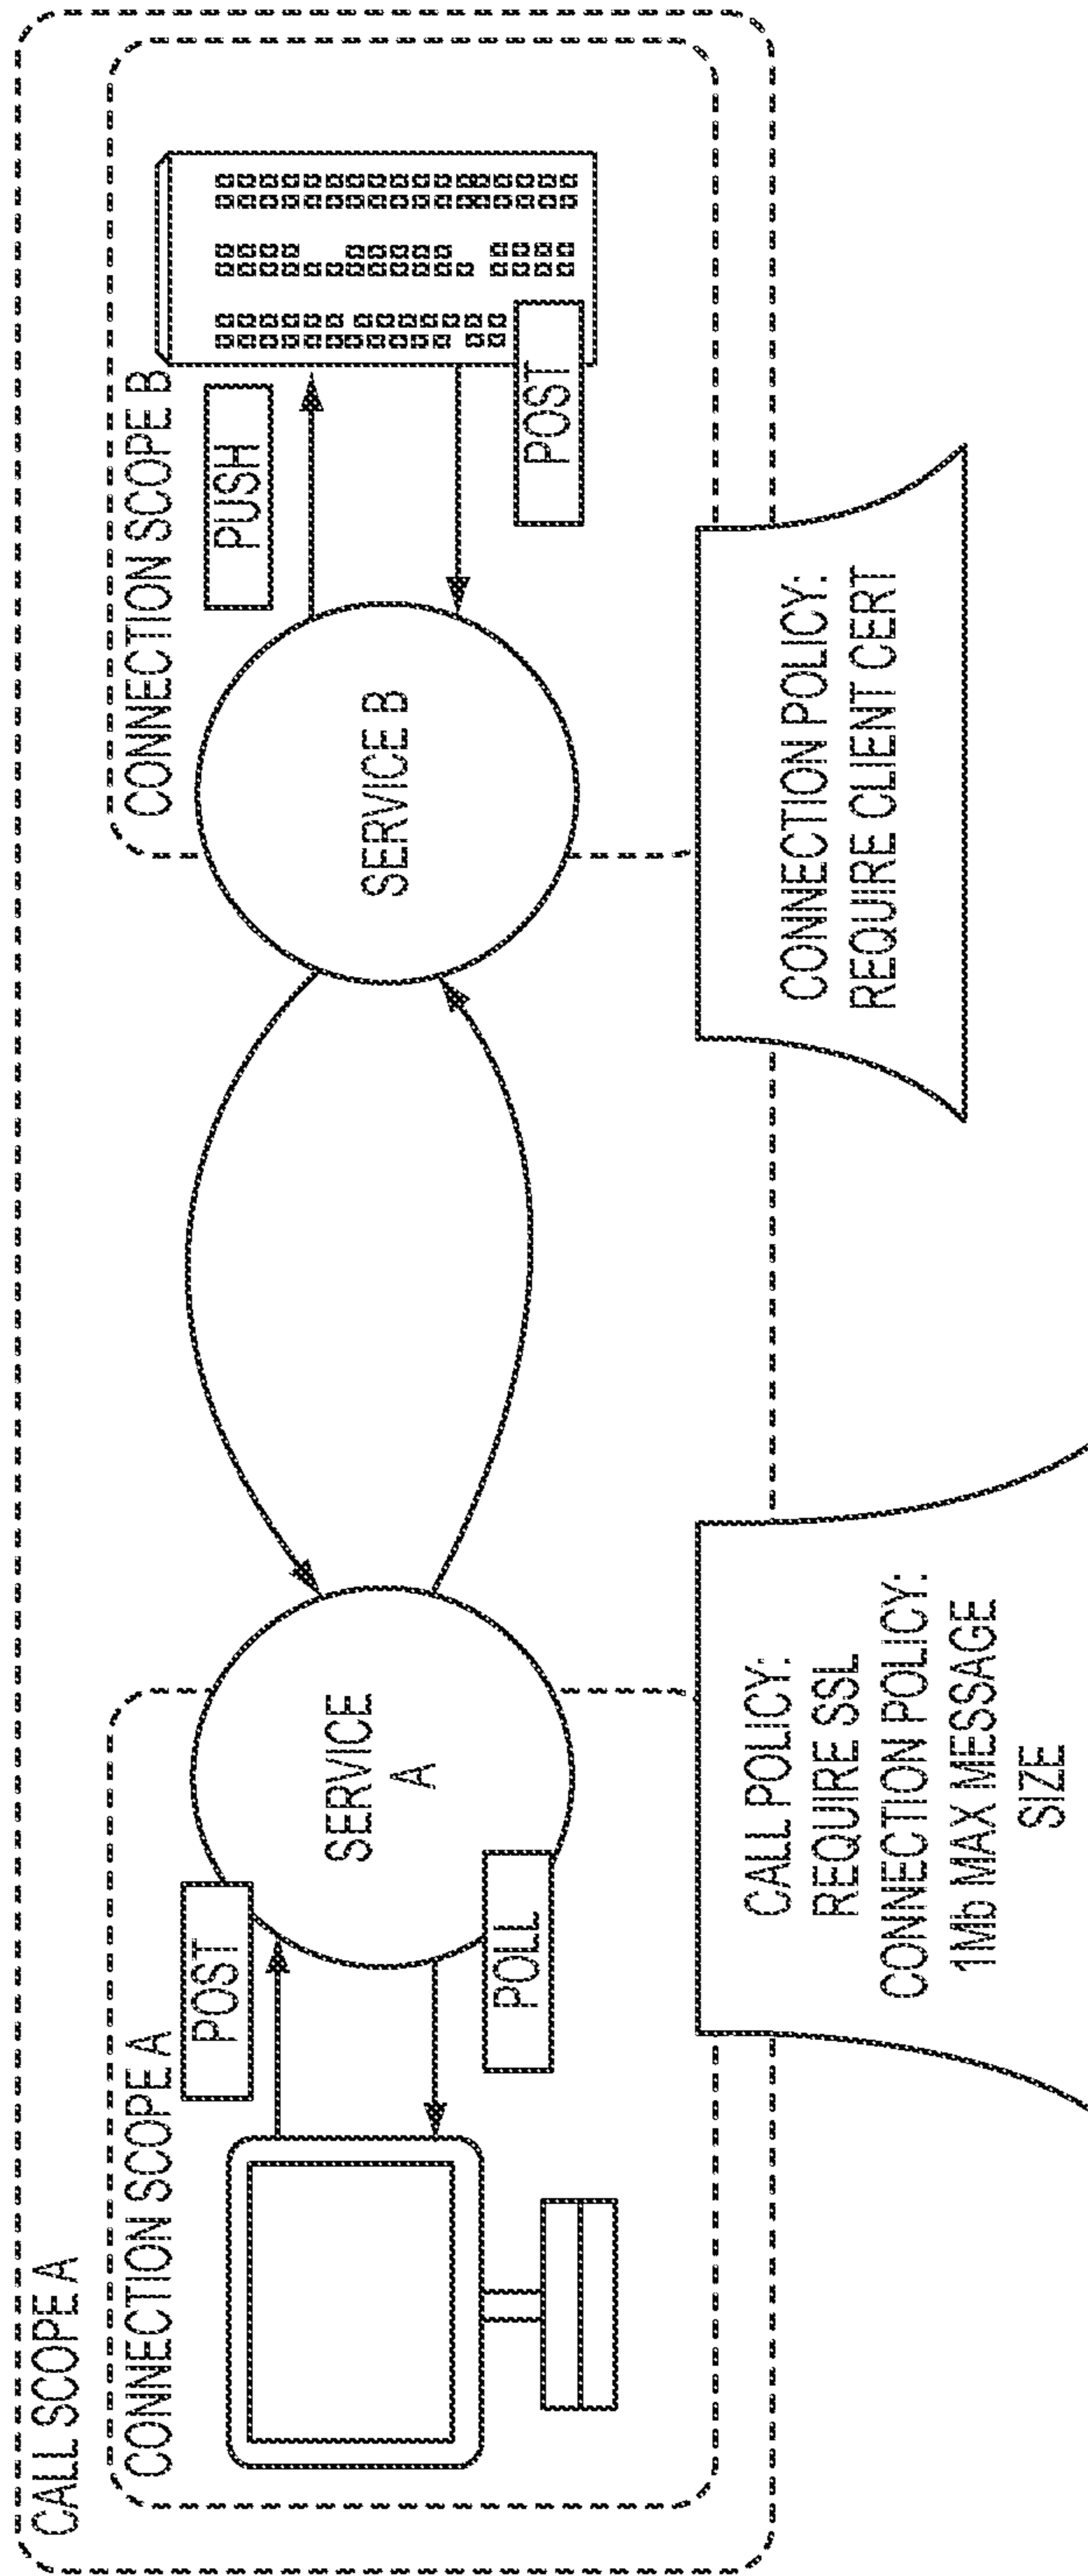 CALL SCOPE A
CONNECTION SCOPE A
CONNECTION SCOPE B
POST
PUSH
SERVICE
A
SERVICE B
POLL
POST
CALL POLICY:
REQUIRE SSL
CONNECTION POLICY:
1Mb MAX MESSAGE
SIZE
CONNECTION POLICY:
REQUIRE CLIENT CERT